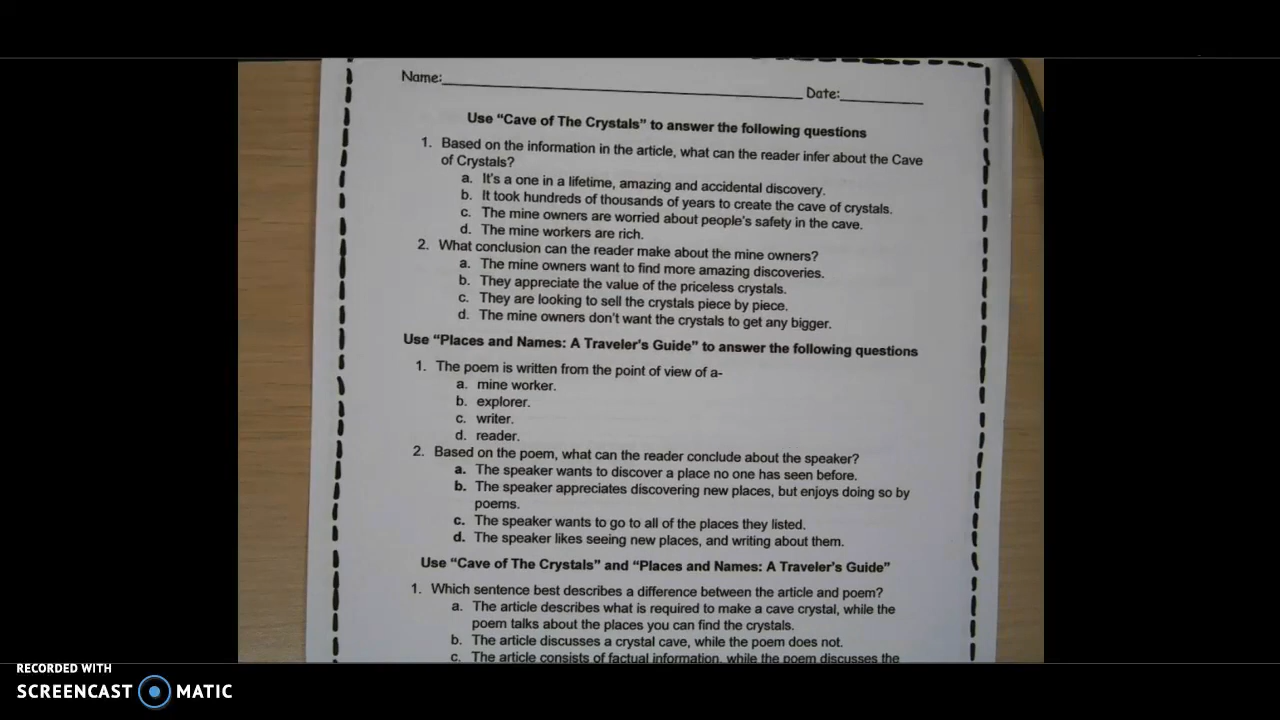 Name:
Date:
Use “Cave of The Crystals” to answer the following questions
1. Based on the information in the article, what can the reader infer about the Cave
of Crystals?
a. It's a one in a lifetime, amazing and accidental discovery.
b. It took hundreds of thousands of years to create the cave of crystals.
c. The mine owners are worried about people's safety in the cave.
d. The mine workers are rich.
2. What conclusion can the reader make about the mine owners?
a. The mine owners want to find more amazing discoveries.
b. They appreciate the value of the priceless crystals.
c. They are looking to sell the crystals piece by piece.
d. The mine owners don't want the crystals to get any bigger.
Use “Places and Names: A Traveler's Guide” to answer the following questions
1. The poem is written from the point of view of a-
a. mine worker.
b. explorer.
c. writer.
d. reader.
2. Based on the poem, what can the reader conclude about the speaker?
a. The speaker wants to discover a place no one has seen before.
b. The speaker appreciates discovering new places, but enjoys doing so by
poems.
c. The speaker wants to go to all of the places they listed.
d. The speaker likes seeing new places, and writing about them.
Use “Cave of The Crystals” and “Places and Names: A Traveler's Guide”
1. Which sentence best describes a difference between the article and poem?
a. The article describes what is required to make a cave crystal, while the
poem talks about the places you can find the crystals.
b. The article discusses a crystal cave, while the poem does not.
c. The article consists of factual information, while the poem discusses the
RECORDED WITH
SCREENCAST MATIC